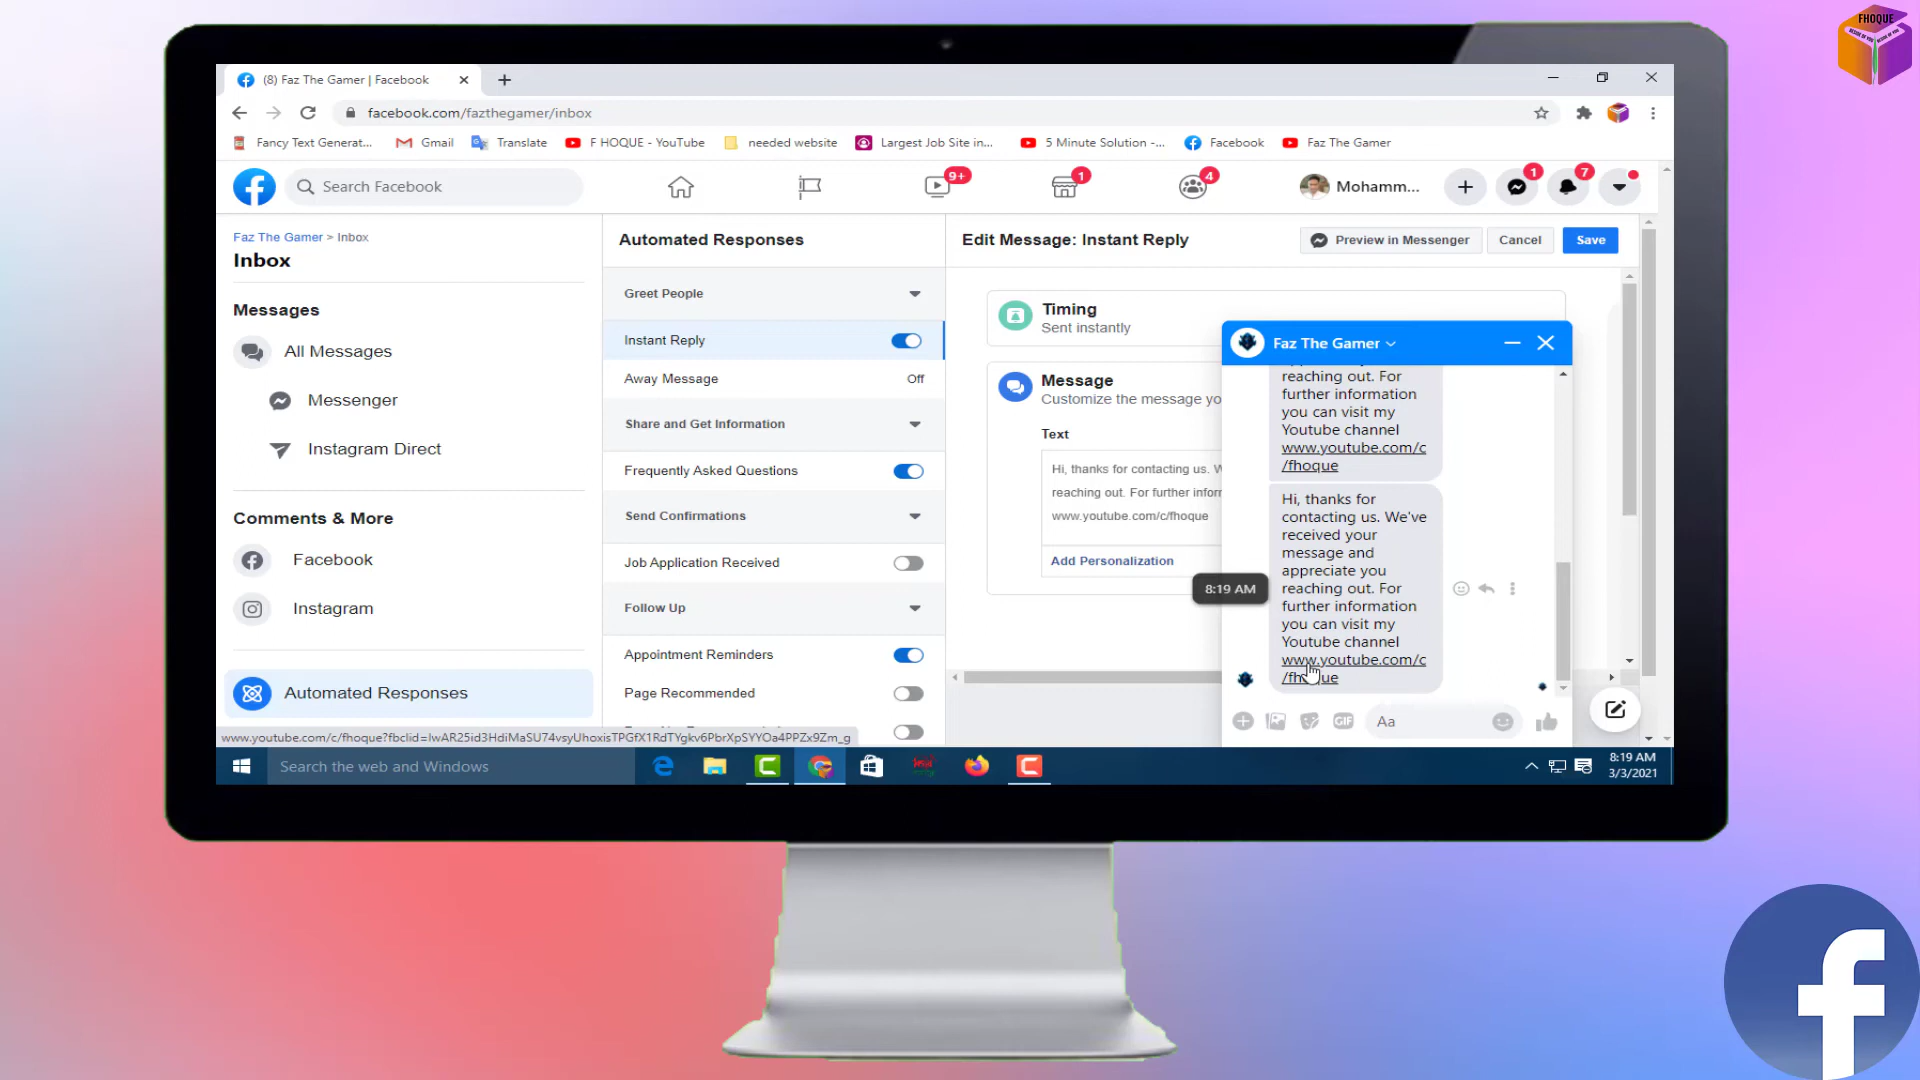 FHOQUE
(8) Faz The Gamer | Facebook
facebook.com/fazthegamer/inbox
Fancy Text Generat...
Gmail
Translate
F HOQUE - YouTube
needed website
Largest Job Site in...
5 Minute Solution -...
Facebook
Faz The Gamer
Search Facebook
9+
1
4
Mohamm...
1
7
Faz The Gamer > Inbox
Inbox
Messages
All Messages
Messenger
Instagram Direct
Comments & More
Facebook
Instagram
Automated Responses
Automated Responses
Greet People
Instant Reply
Away Message
Off
Share and Get Information
Frequently Asked Questions
Send Confirmations
Job Application Received
Follow Up
Appointment Reminders
Page Recommended
Edit Message: Instant Reply
Preview in Messenger
Cancel
Save
Timing
Sent instantly
Message
Customize the message yo
Text
Hi, thanks for contacting us. W
reaching out. For further inforr
www.youtube.com/c/fhoque
Add Personalization
Faz The Gamer
reaching out. For
further information
you can visit my
Youtube channel
www.youtube.com/c
/fhoque
Hi, thanks for
contacting us. We've
received your
message and
appreciate you
reaching out. For
further information
you can visit my
Youtube channel
www.youtube.com/c
/fhoque
8:19 AM
GIF
Aa
Search the web and Windows
8:19 AM
3/3/2021